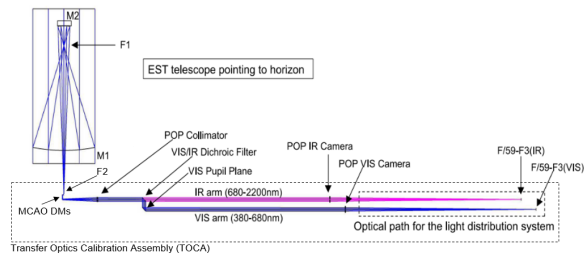 M2
F1
EST telescope pointing to horizon
M1
F2
POP Collimator
VIS/IR Dichroic Filter
VIS Pupil Plane
POP IR Camera
POP VIS Camera
F/59-F3(IR)
F/59-F3(VIS)
IR arm (680-2200nm)
MCAO DMs
VIS arm (380-680nm)
Optical path for the light distribution system
Transfer Optics Calibration Assembly (TOCA)